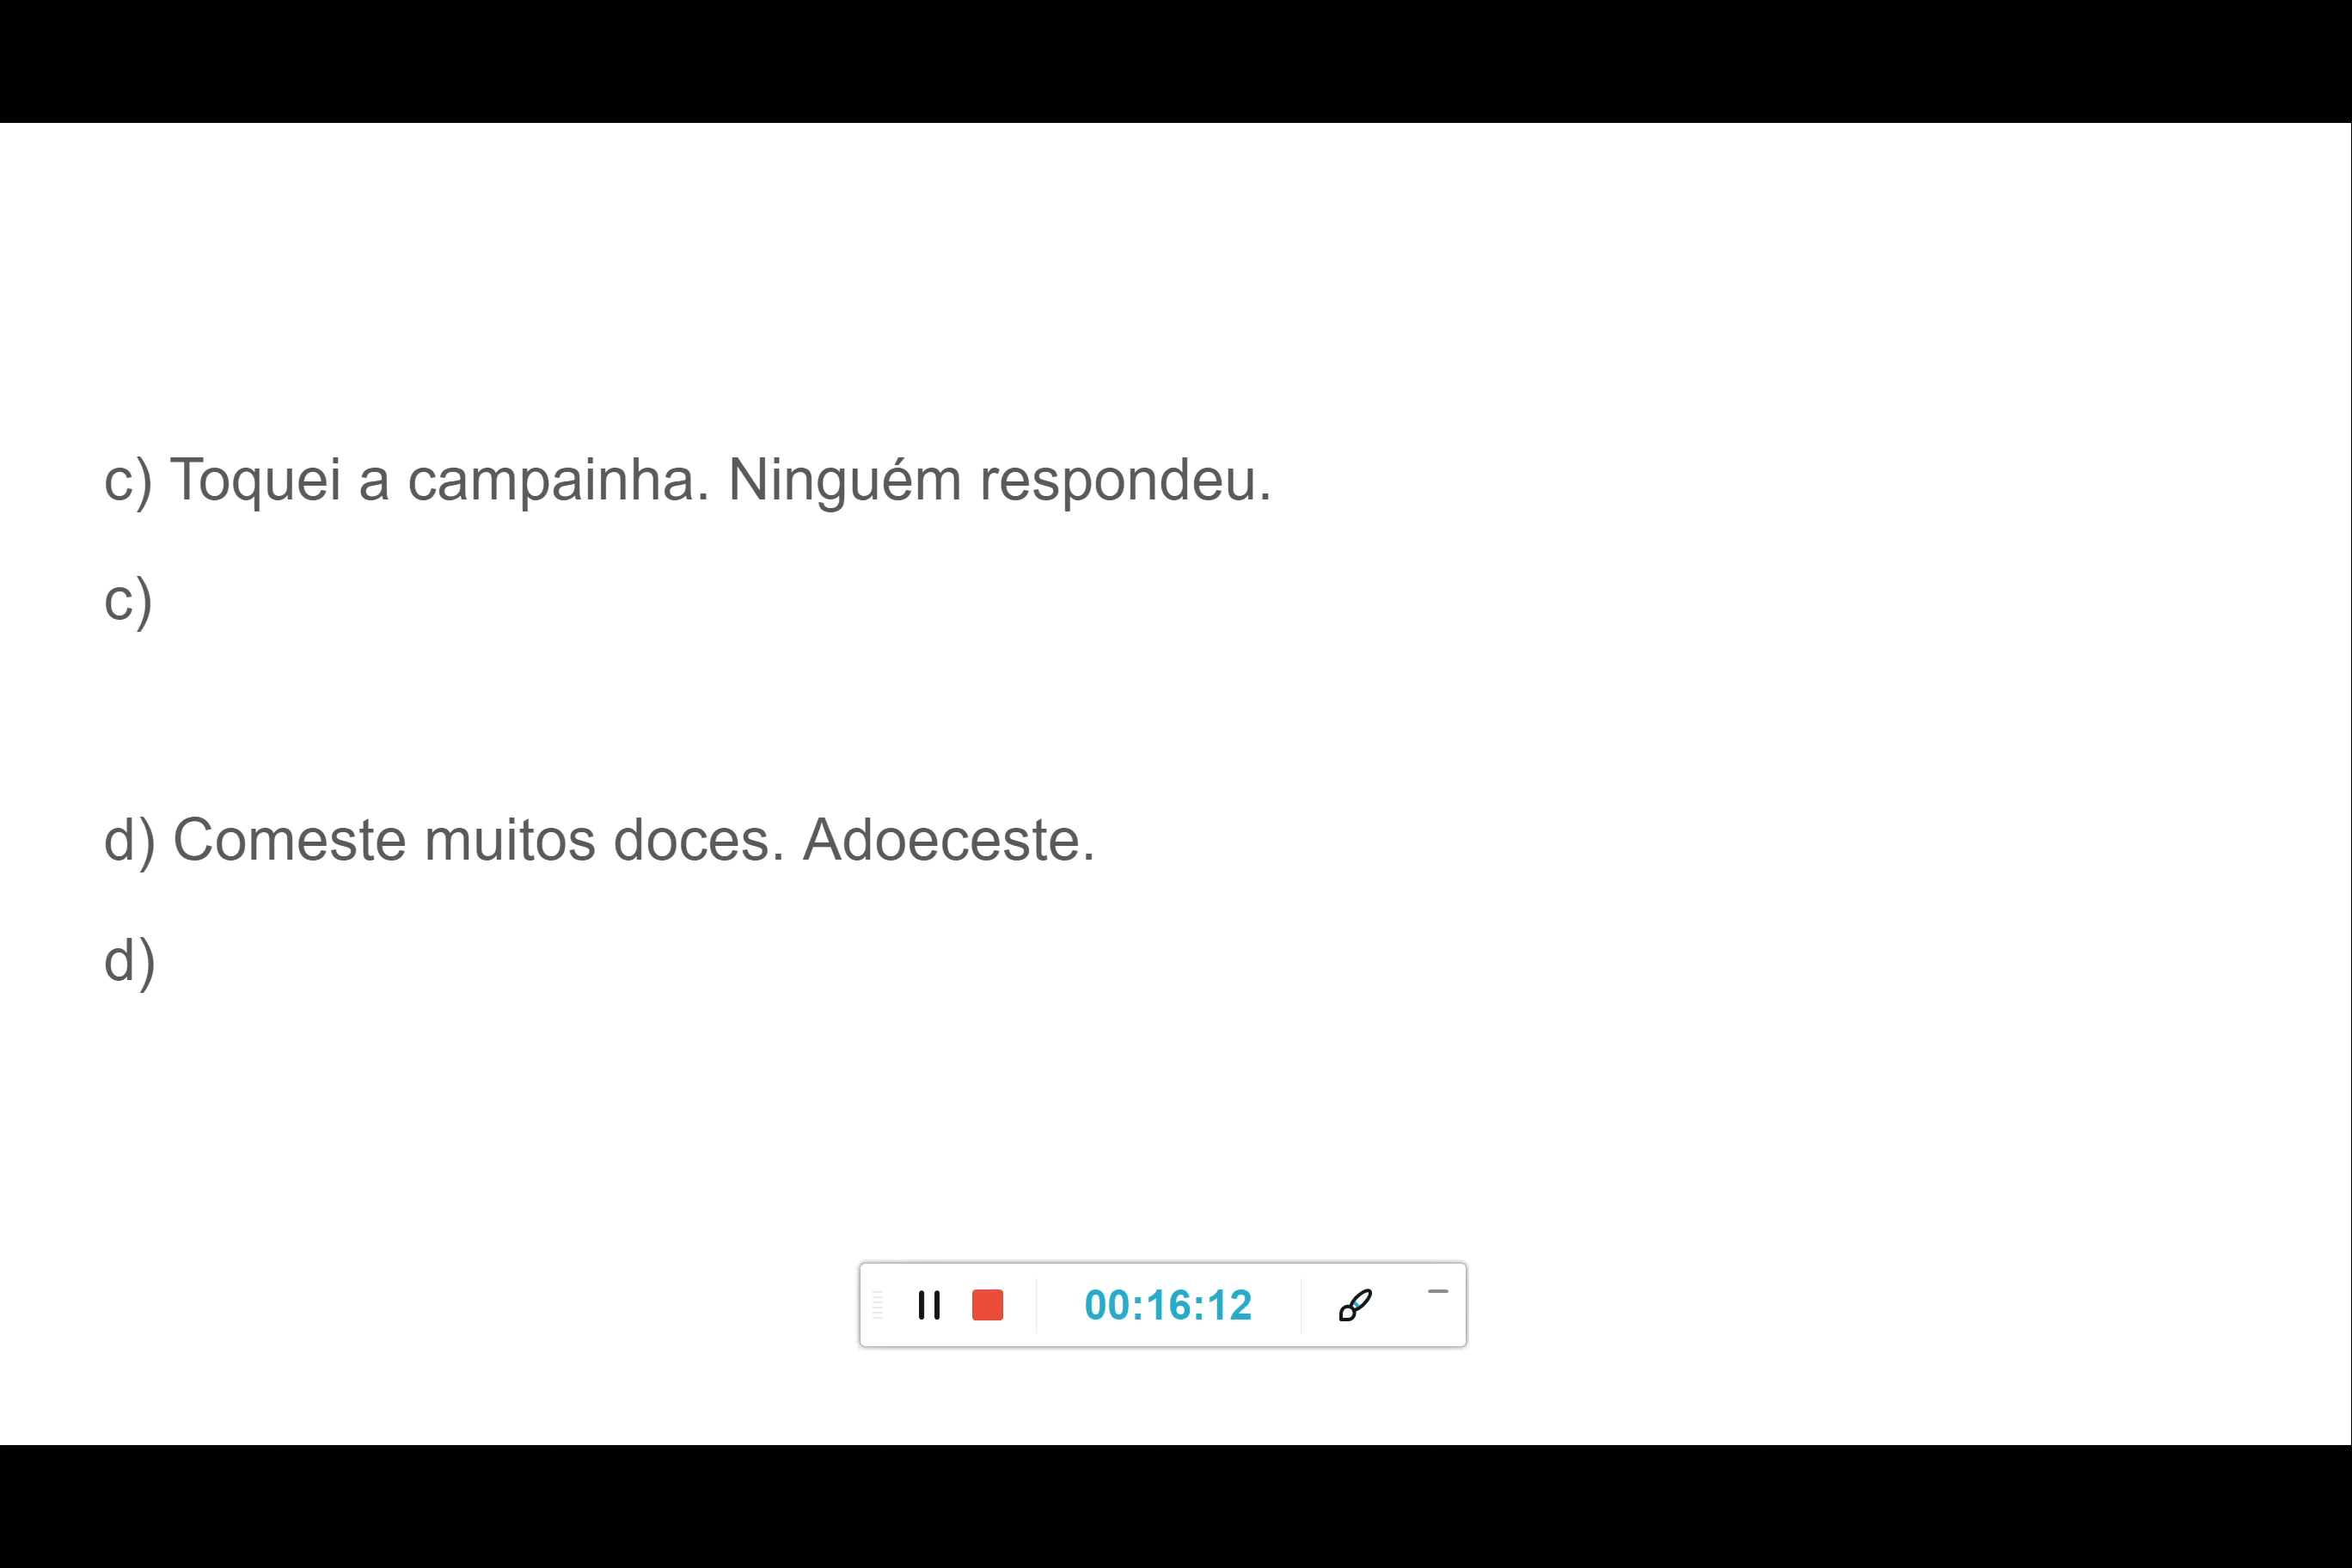 c) Toquei a campainha. Ninguém respondeu.
c)
d) Comeste muitos doces. Adoeceste.
d)
00:16:12